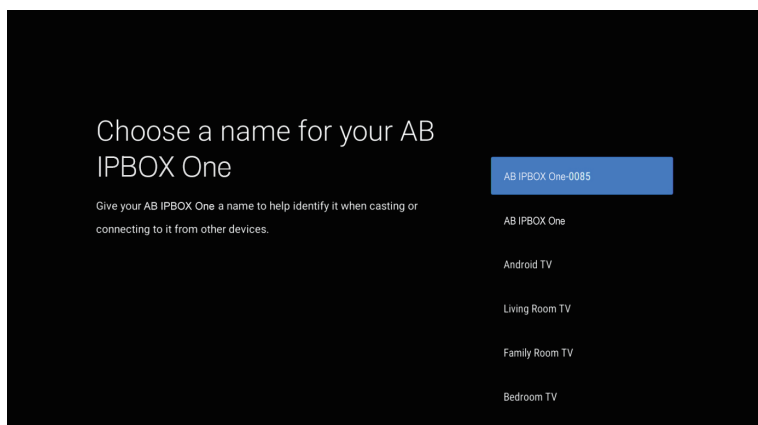 Choose a name for your AB
IPBOX One
Give your AB IPBOX One a name to help identify it when casting or
connecting to it from other devices.
AB IPBOX One-0085
AB IPBOX One
Android TV
Living Room TV
Family Room TV
Bedroom TV